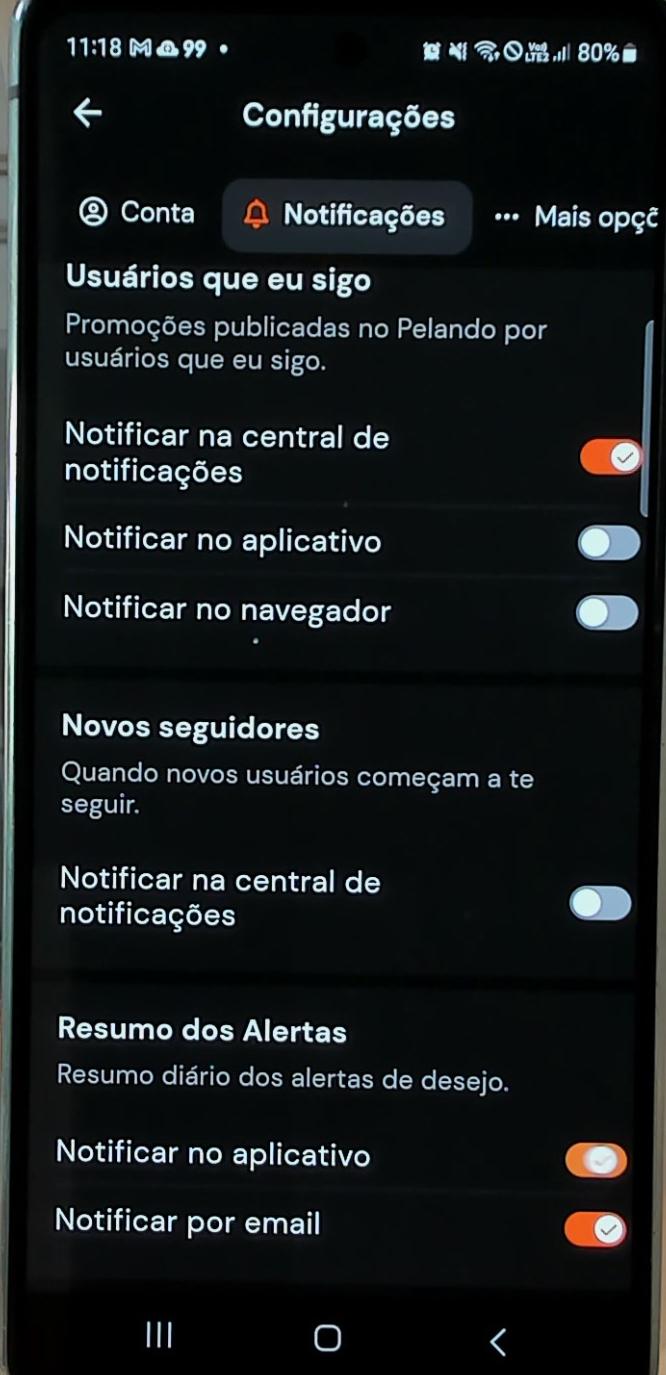 11:18 M 99 •
Vo)) LTE2 80%
Configurações
Conta Notificações ••• Mais opçõ
Usuários que eu sigo
Promoções publicadas no Pelando por
usuários que eu sigo.
Notificar na central de
notificações
Notificar no aplicativo
Notificar no navegador
Novos seguidores
Quando novos usuários começam a te
seguir.
Notificar na central de
notificações
Resumo dos Alertas
Resumo diário dos alertas de desejo.
Notificar no aplicativo
Notificar por email